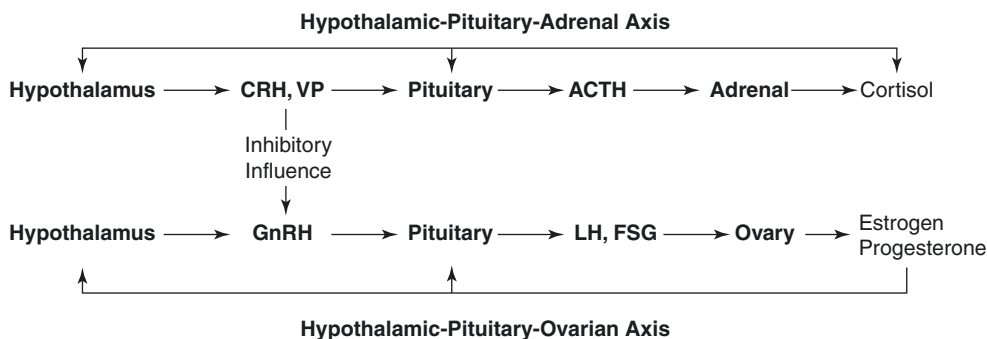 Hypothalamic-Pituitary-Adrenal Axis
Hypothalamus CRH, VP Pituitary ACTH Adrenal Cortisol
Inhibitory
Influence
Hypothalamus GnRH Pituitary LH, FSG Ovary Estrogen
Progesterone
Hypothalamic-Pituitary-Ovarian Axis